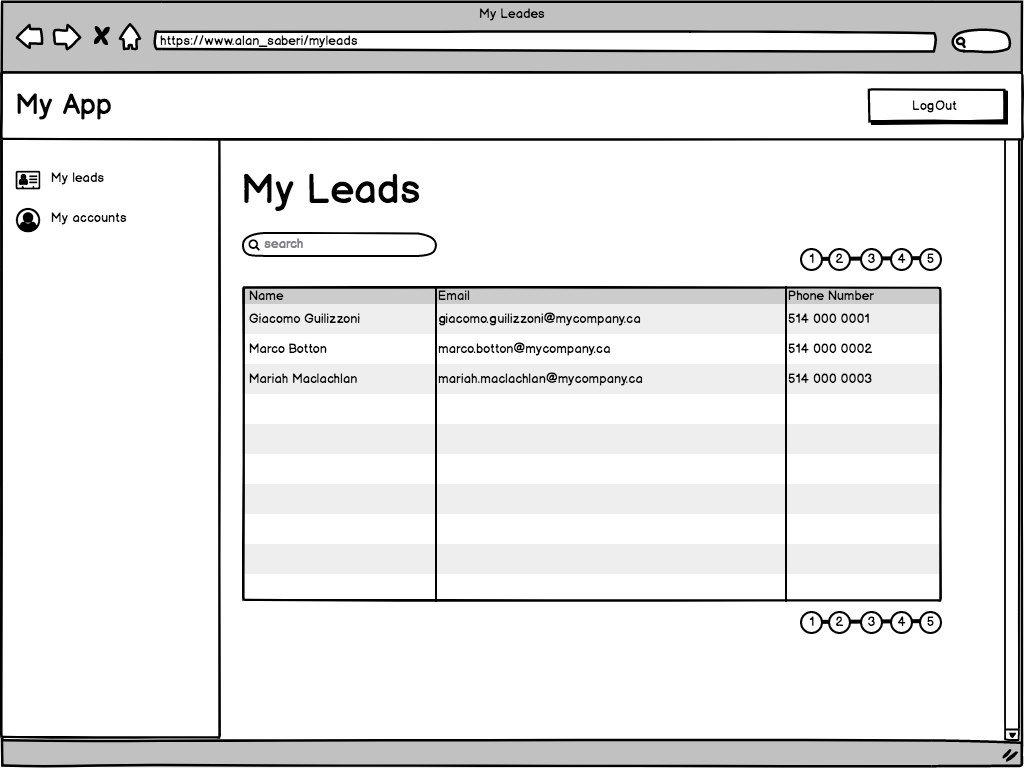 My Leades
https://www.alan_saberi/myleads
My App
LogOut
My leads
My accounts
My Leads
search
1 2 3 4 5
Name Email Phone Number
Giacomo Guilizzoni giacomo.guilizzoni@mycompany.ca 514 000 0001
Marco Botton marco.botton@mycompany.ca 514 000 0002
Mariah Maclachlan mariah.maclachlan@mycompany.ca 514 000 0003
1 2 3 4 5